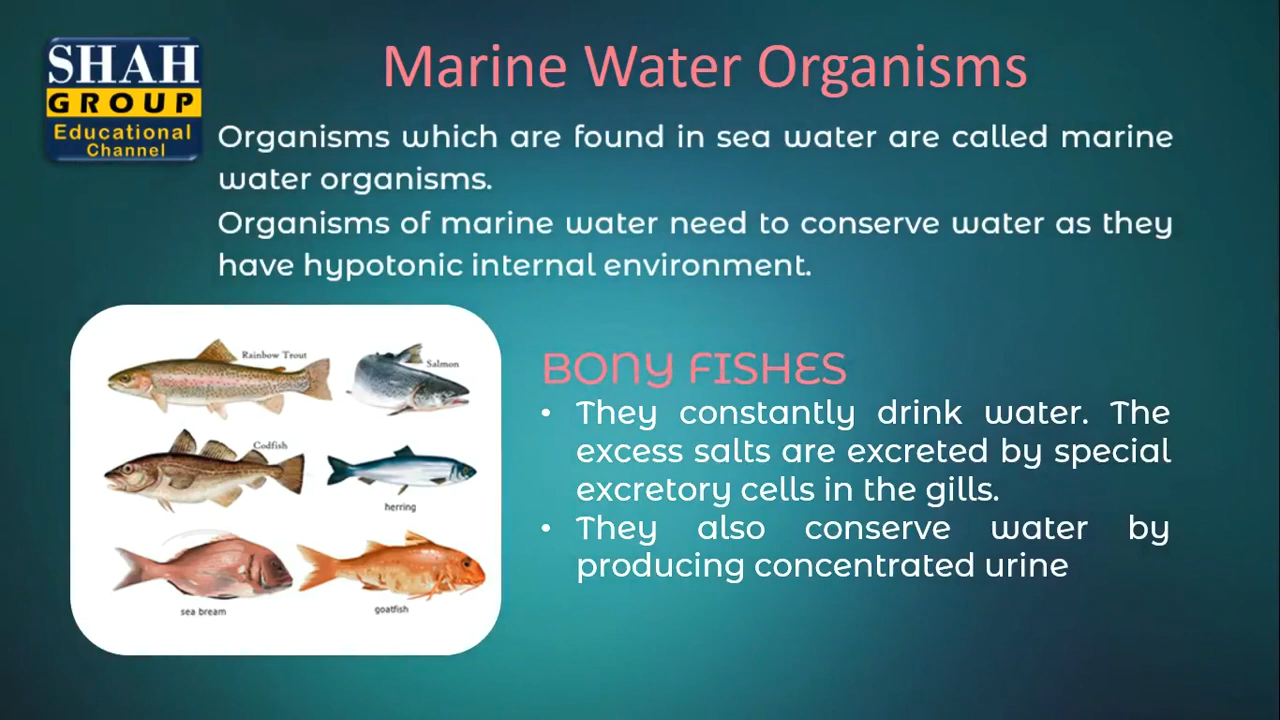 SHAH
GROUP
Educational
Channel
Marine Water Organisms
Organisms which are found in sea water are called marine
water organisms.
Organisms of marine water need to conserve water as they
have hypotonic internal environment.
Rainbow Trout
Salmon
Codfish
herring
sea bream
goatfish
BONY FISHES
• They constantly drink water. The
excess salts are excreted by special
excretory cells in the gills.
• They also conserve water by
producing concentrated urine